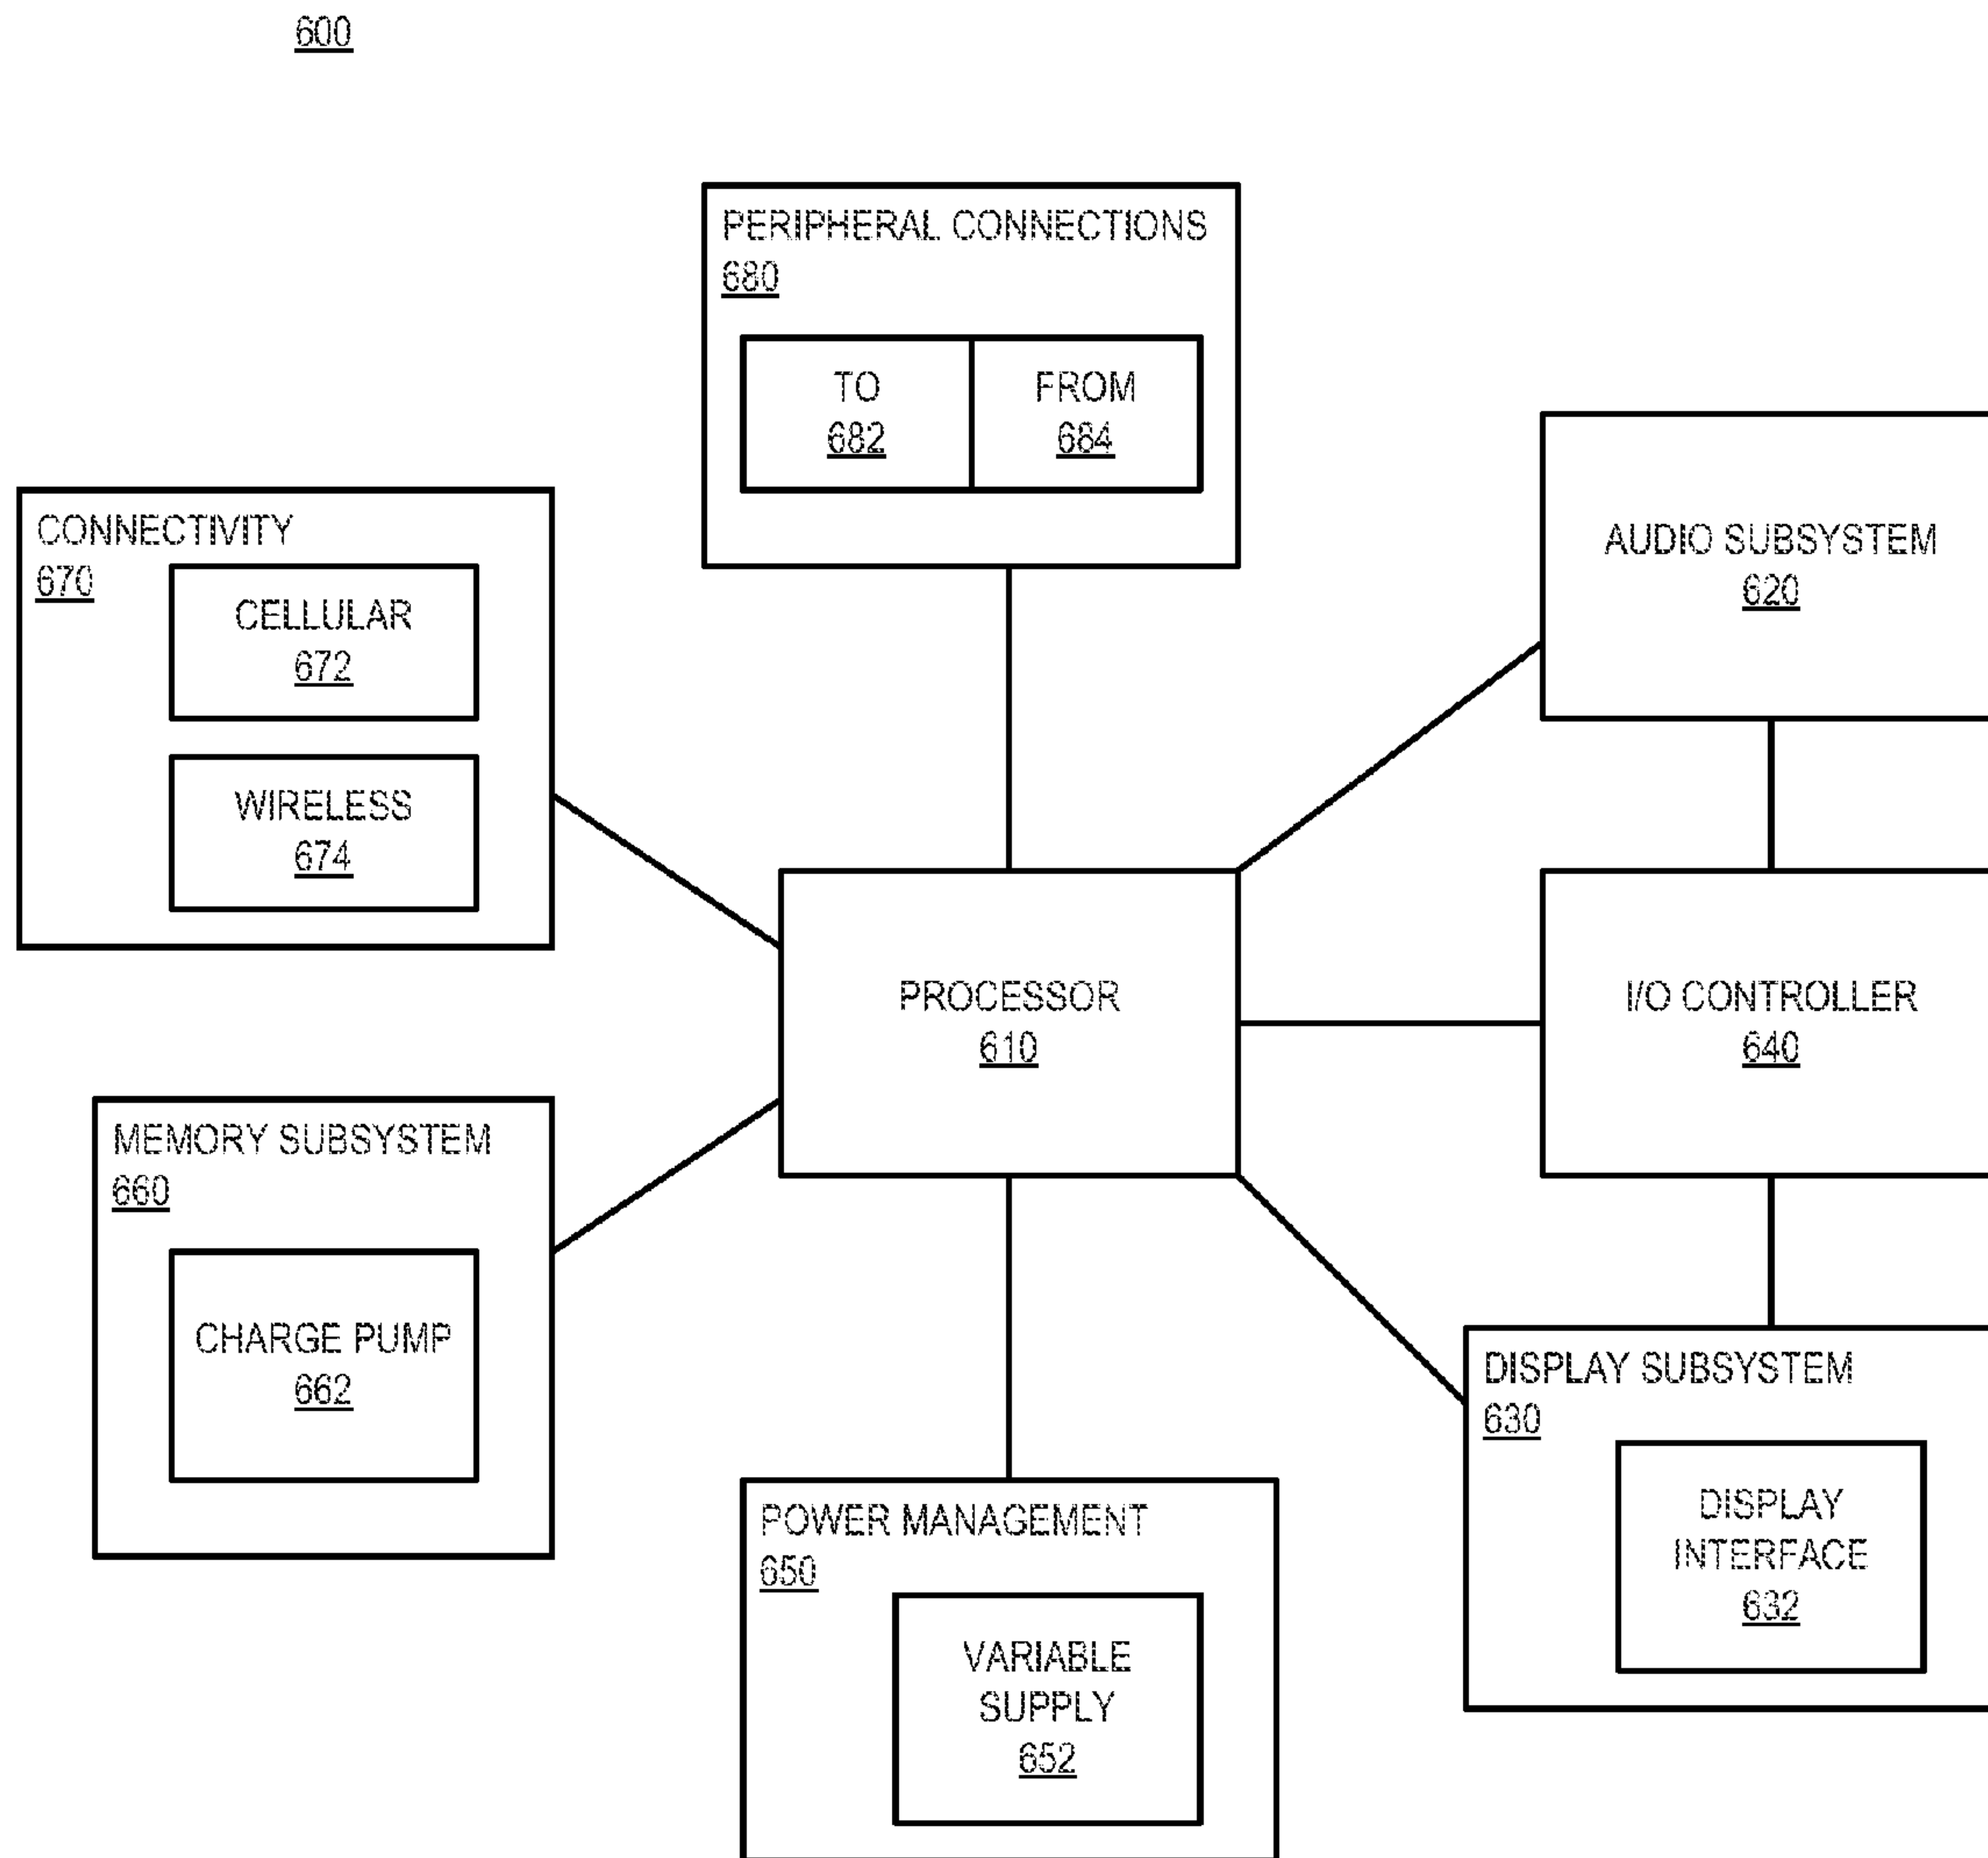 600
PERIPHERAL CONNECTIONS
680
TO
682
FROM
684
AUDIO SUBSYSTEM
620
CONNECTIVITY
670
CELLULAR
672
WIRELESS
674
PROCESSOR
610
I/O CONTROLLER
640
MEMORY SUBSYSTEM
660
CHARGE PUMP
662
DISPLAY SUBSYSTEM
630
DISPLAY
INTERFACE
632
POWER MANAGEMENT
650
VARIABLE
SUPPLY
652